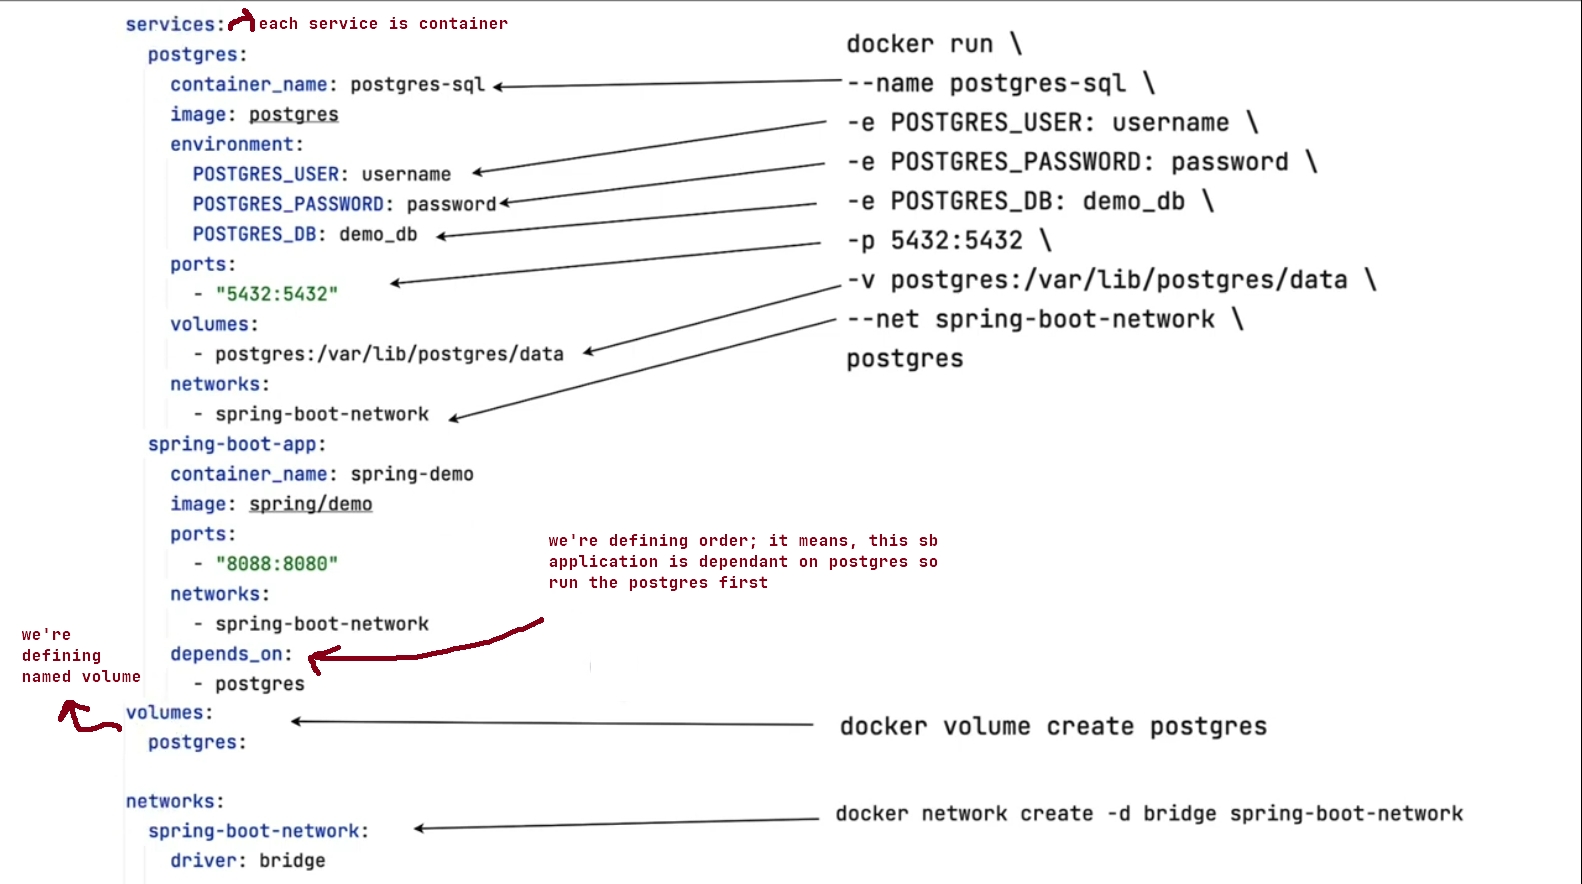 services:
each service is container
postgres:
container_name: postgres-sql
image: postgres
environment:
POSTGRES_USER: username
POSTGRES_PASSWORD: password
POSTGRES_DB: demo_db
ports:
- "5432:5432"
volumes:
- postgres:/var/lib/postgres/data
networks:
- spring-boot-network
spring-boot-app:
container_name: spring-demo
image: spring/demo
ports:
- "8088:8080"
networks:
- spring-boot-network
depends_on:
- postgres
volumes:
postgres:
networks:
spring-boot-network:
driver: bridge
docker run \
--name postgres-sql \
-e POSTGRES_USER: username \
-e POSTGRES_PASSWORD: password \
-e POSTGRES_DB: demo_db \
-p 5432:5432 \
-v postgres:/var/lib/postgres/data \
--net spring-boot-network \
postgres
we're defining order; it means, this sb
application is dependant on postgres so
run the postgres first
we're
defining
named volume
docker volume create postgres
docker network create -d bridge spring-boot-network